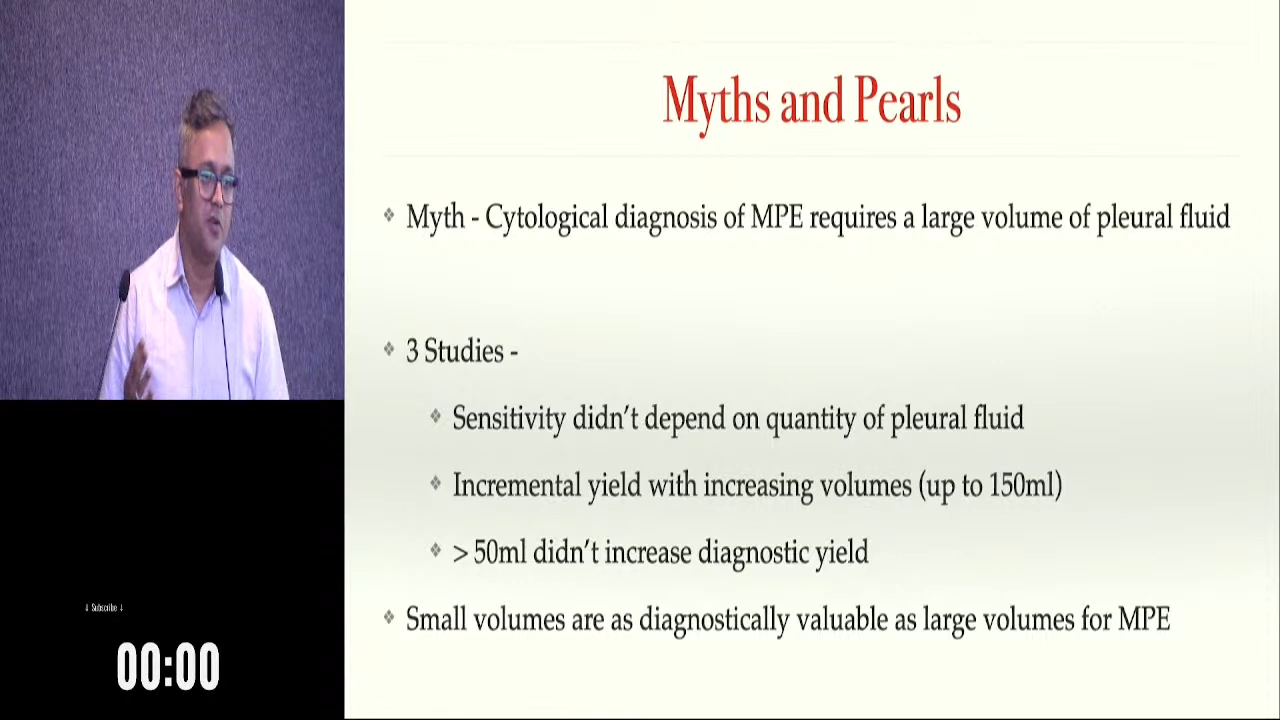 Myths and Pearls
Myth - Cytological diagnosis of MPE requires a large volume of pleural fluid
3 Studies -
Sensitivity didn't depend on quantity of pleural fluid
Incremental yield with increasing volumes (up to 150ml)
> 50ml didn't increase diagnostic yield
Small volumes are as diagnostically valuable as large volumes for MPE
↓ Subscribe ↓
00:00